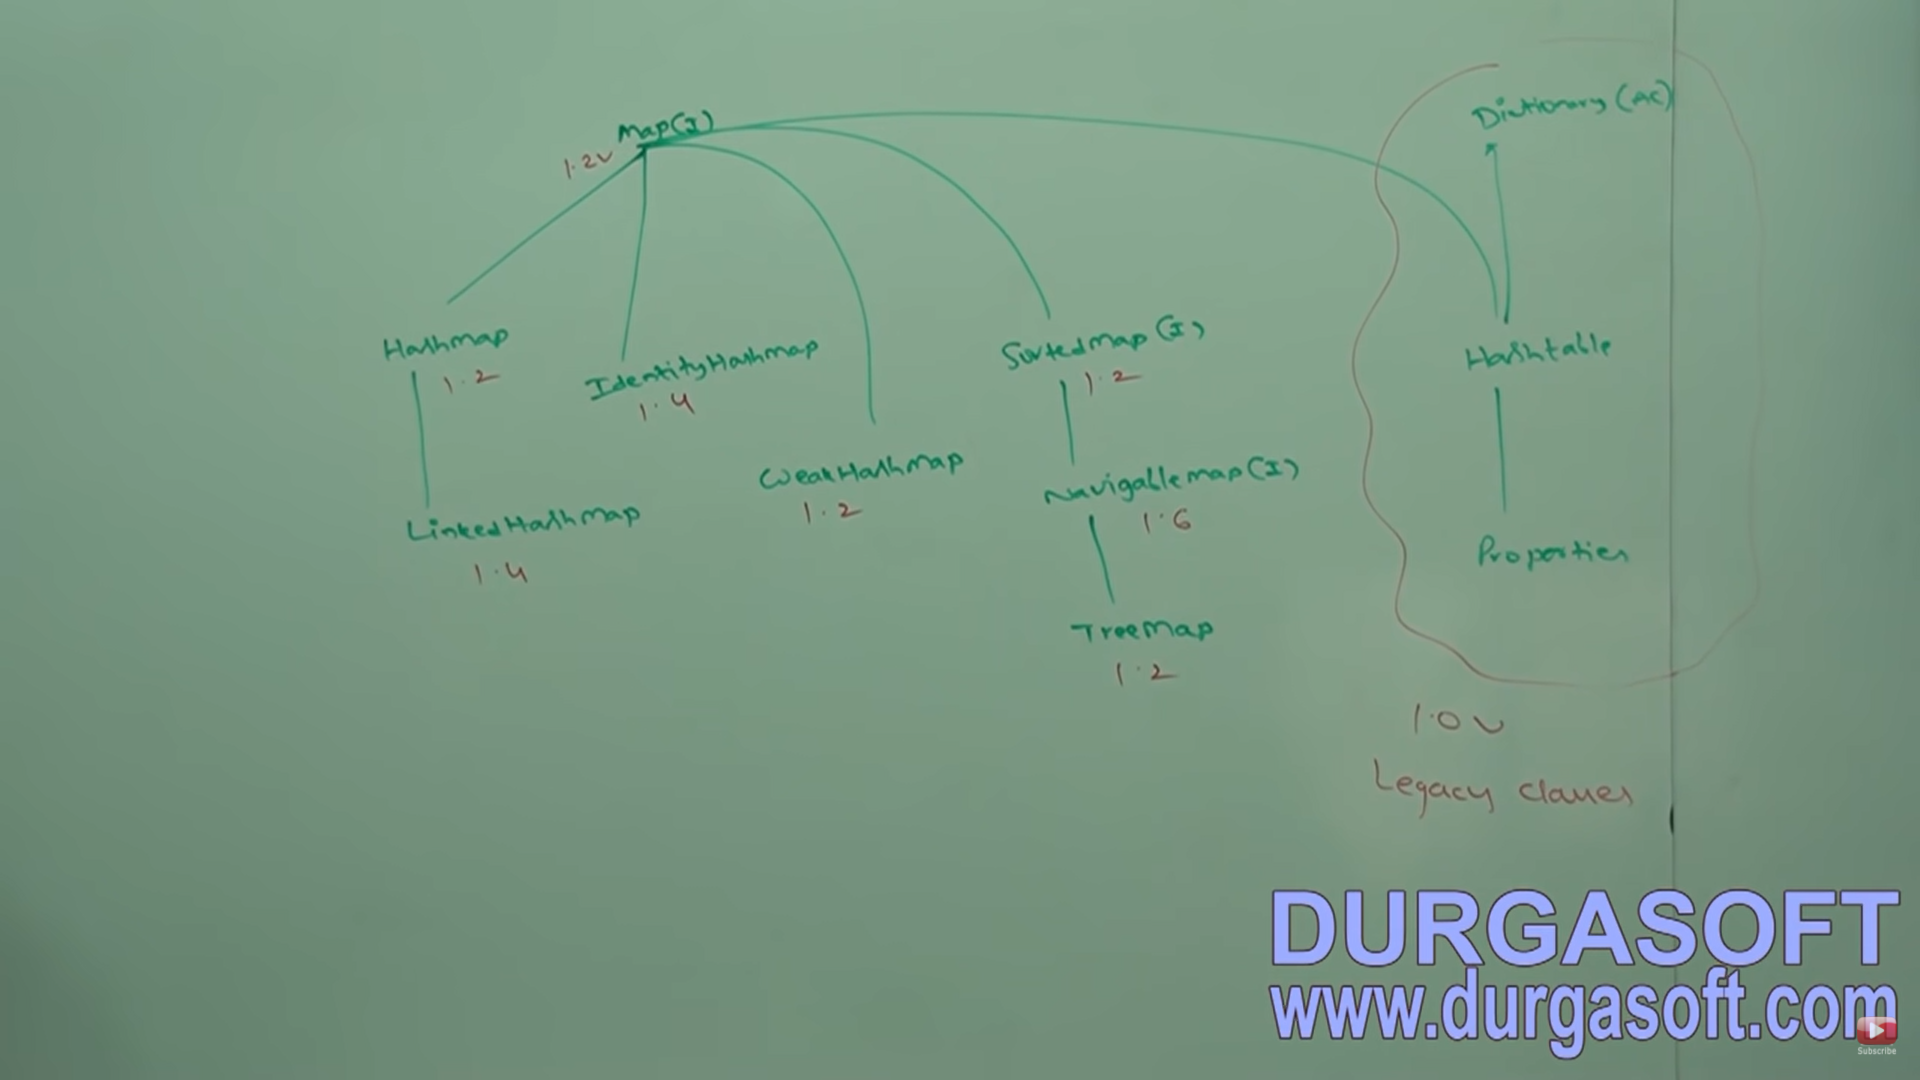 Dictionary (AC)
Map(I)
1.2v
HashMap
1.2
IdentityHashMap
1.4
SortedMap (I)
1.2
Hashtable
WeakHashMap
1.2
NavigableMap(I)
1.6
LinkedHashMap
1.4
Properties
TreeMap
1.2
1.0 v
Legacy classes
DURGASOFT
www.durgasoft.com
Subscribe